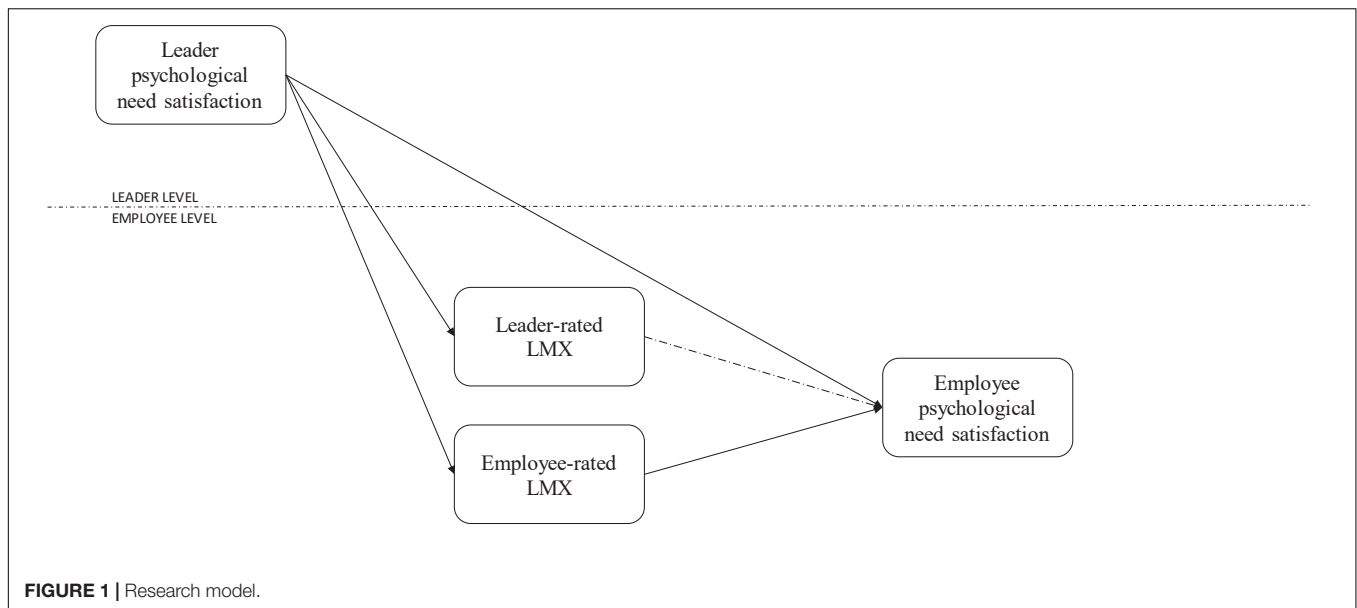 Leader
psychological
need satisfaction
LEADER LEVEL
EMPLOYEE LEVEL
Leader-rated
LMX
Employee
psychological
need satisfaction
Employee-rated
LMX
FIGURE 1 | Research model.